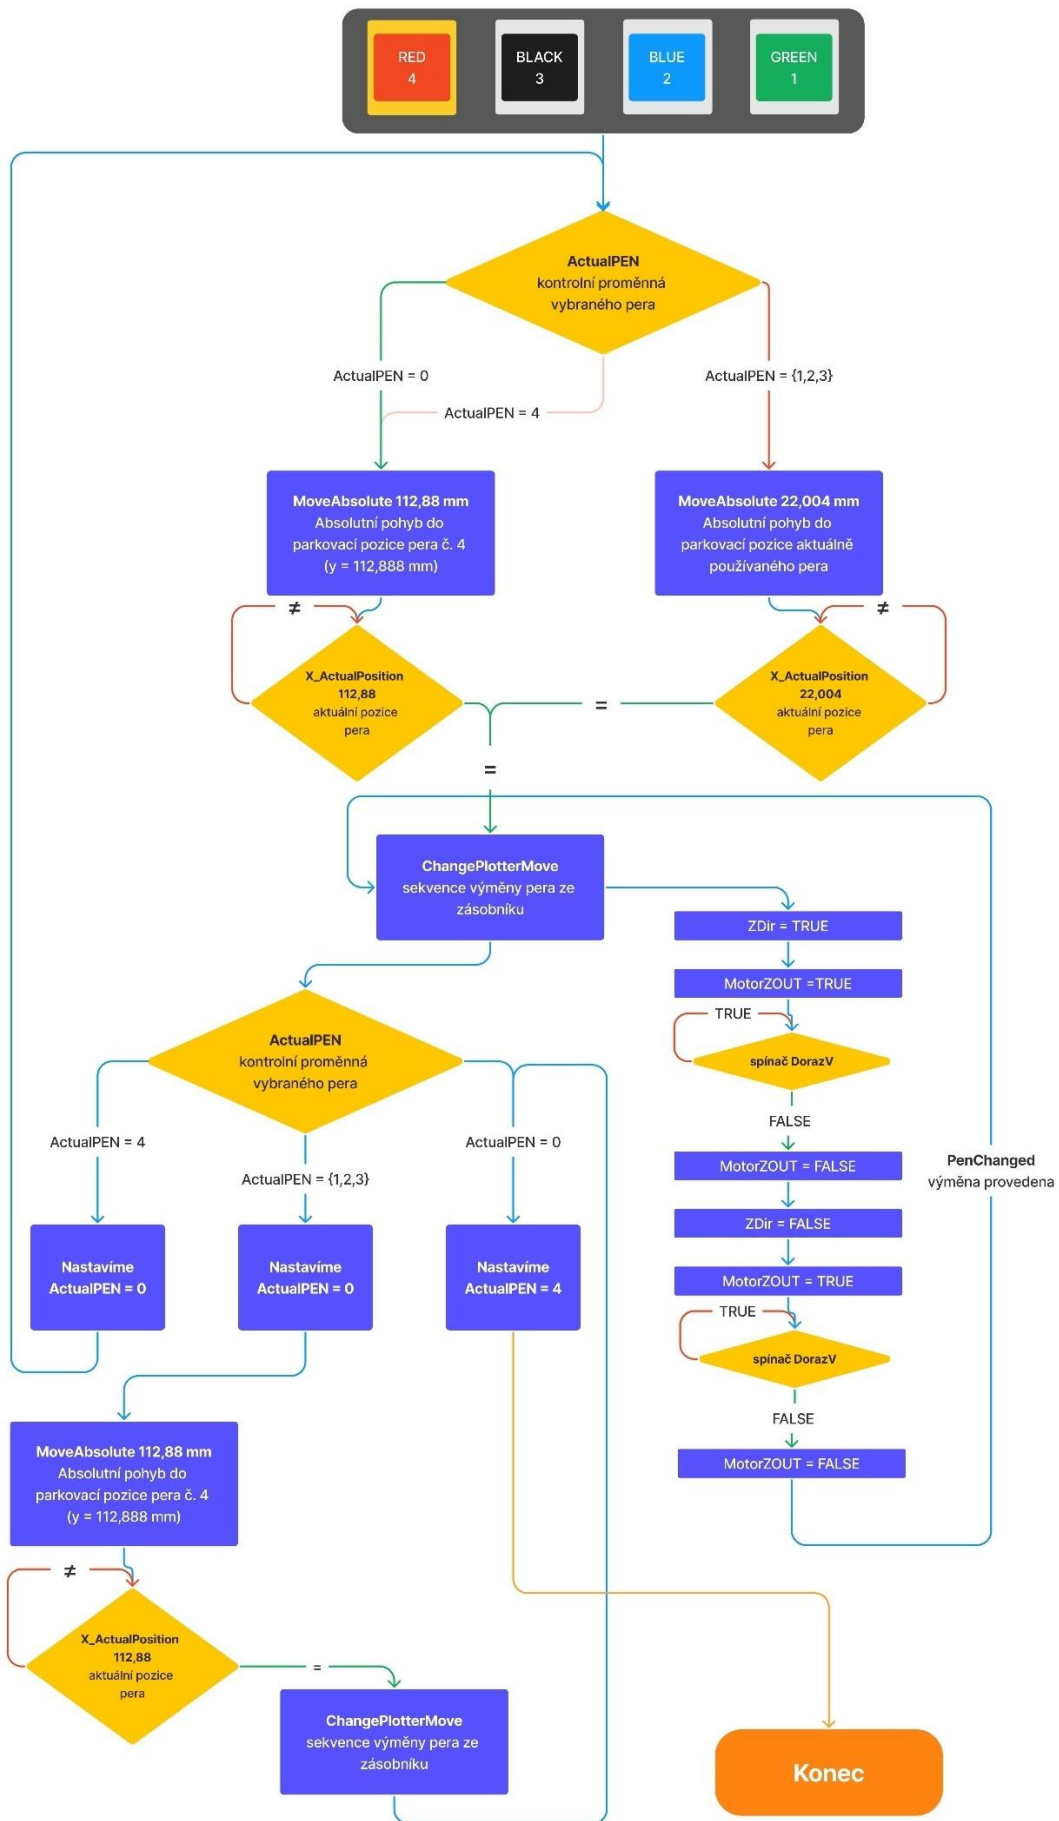 RED
4
BLACK
3
BLUE
2
GREEN
1
ActualPEN
kontrolní proměnná
vybraného pera
ActualPEN = 0
ActualPEN = {1,2,3}
ActualPEN = 4
MoveAbsolute 112,88 mm
Absolutní pohyb do
parkovací pozice pera č. 4
(y = 112,888 mm)
MoveAbsolute 22,004 mm
Absolutní pohyb do
parkovací pozice aktuálně
používaného pera
≠
≠
X_ActualPosition
112,88
aktuální pozice
pera
X_ActualPosition
22,004
aktuální pozice
pera
=
=
ChangePlotterMove
sekvence výměny pera ze
zásobníku
ZDir = TRUE
MotorZOUT =TRUE
TRUE
spínač DorazV
FALSE
MotorZOUT = FALSE
ZDir = FALSE
MotorZOUT = TRUE
TRUE
spínač DorazV
FALSE
MotorZOUT = FALSE
PenChanged
výměna provedena
ActualPEN
kontrolní proměnná
vybraného pera
ActualPEN = 4
ActualPEN = {1,2,3}
ActualPEN = 0
Nastavíme
ActualPEN = 0
Nastavíme
ActualPEN = 0
Nastavíme
ActualPEN = 4
MoveAbsolute 112,88 mm
Absolutní pohyb do
parkovací pozice pera č. 4
(y = 112,888 mm)
≠
X_ActualPosition
112,88
aktuální pozice
pera
=
ChangePlotterMove
sekvence výměny pera ze
zásobníku
Konec